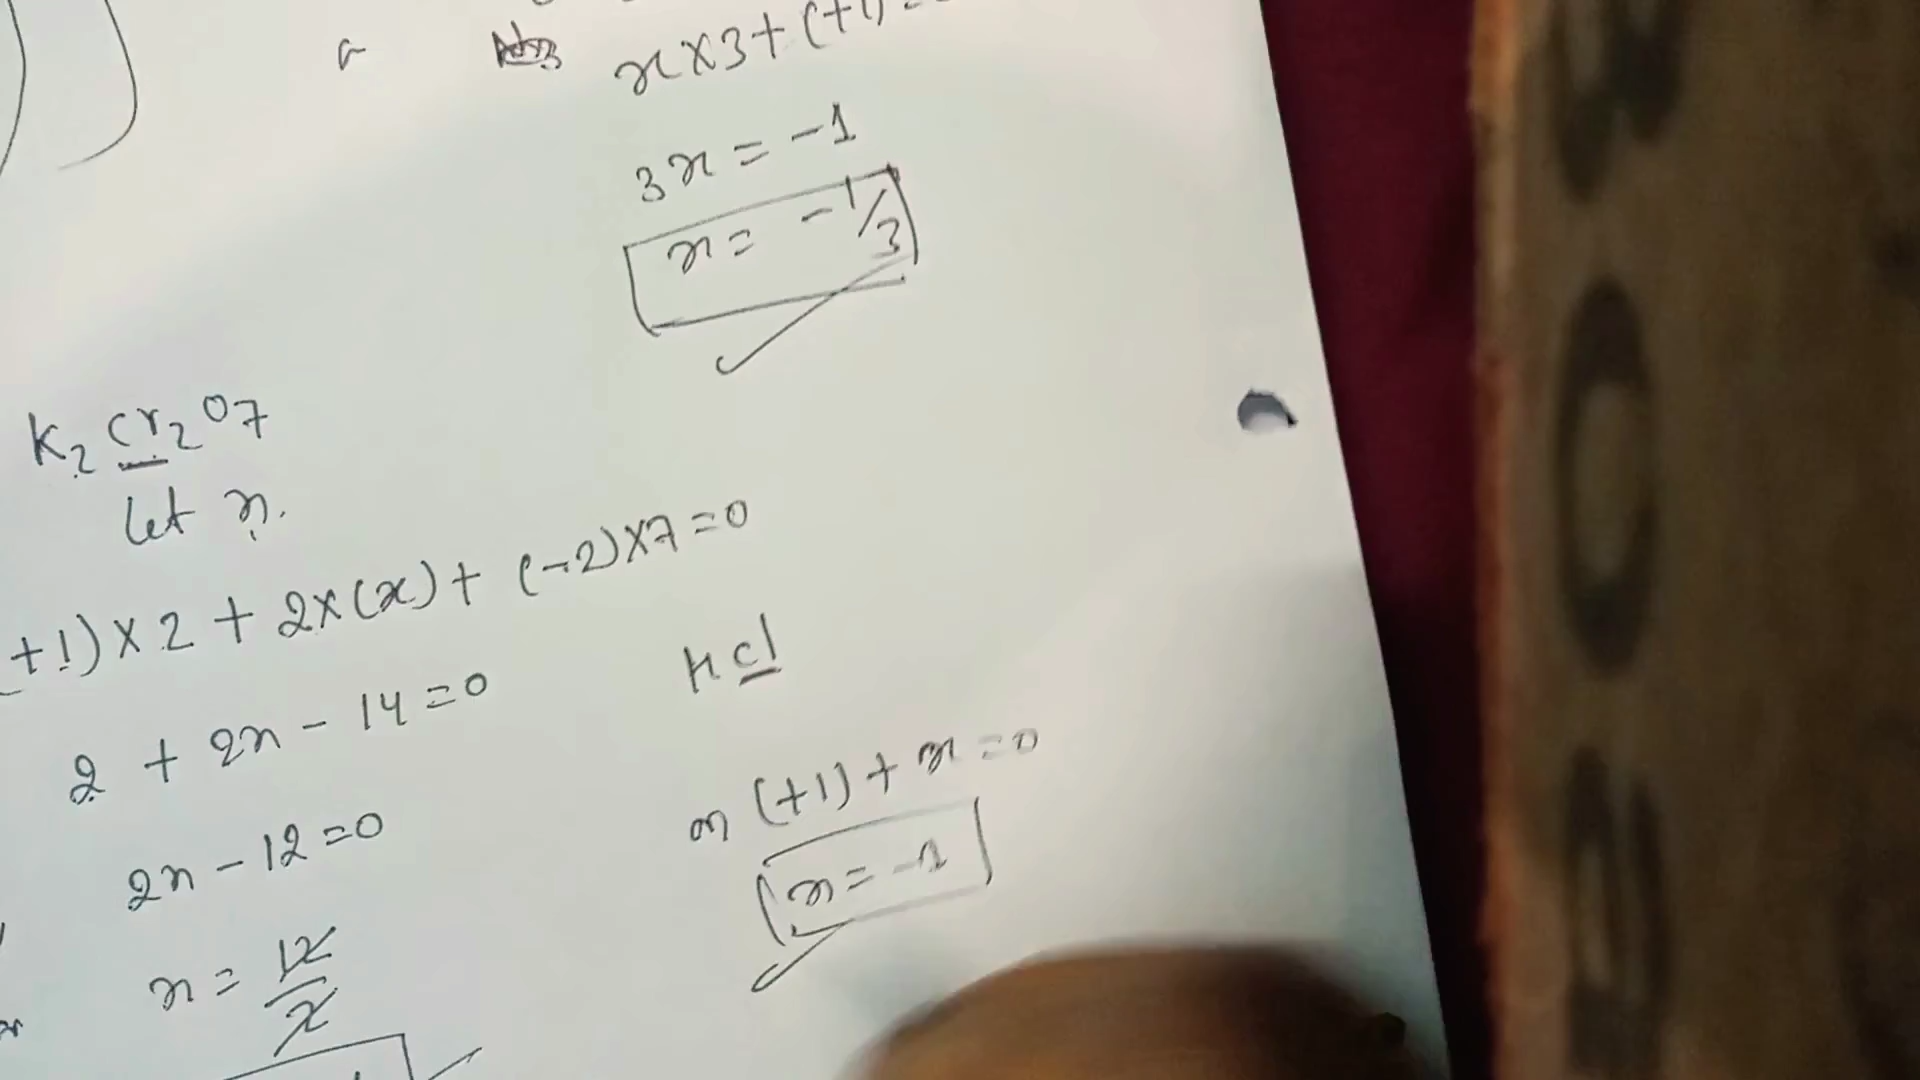 x×3+(+1)
3x = -1
x = -1/3
K2Cr2O7
Let x.
(+1)×2 + 2×(x)+ (-2)×7=0
2 + 2x - 14=0
2x - 12=0
x = 12/2
HCl
(+1) + x =0
x = -1